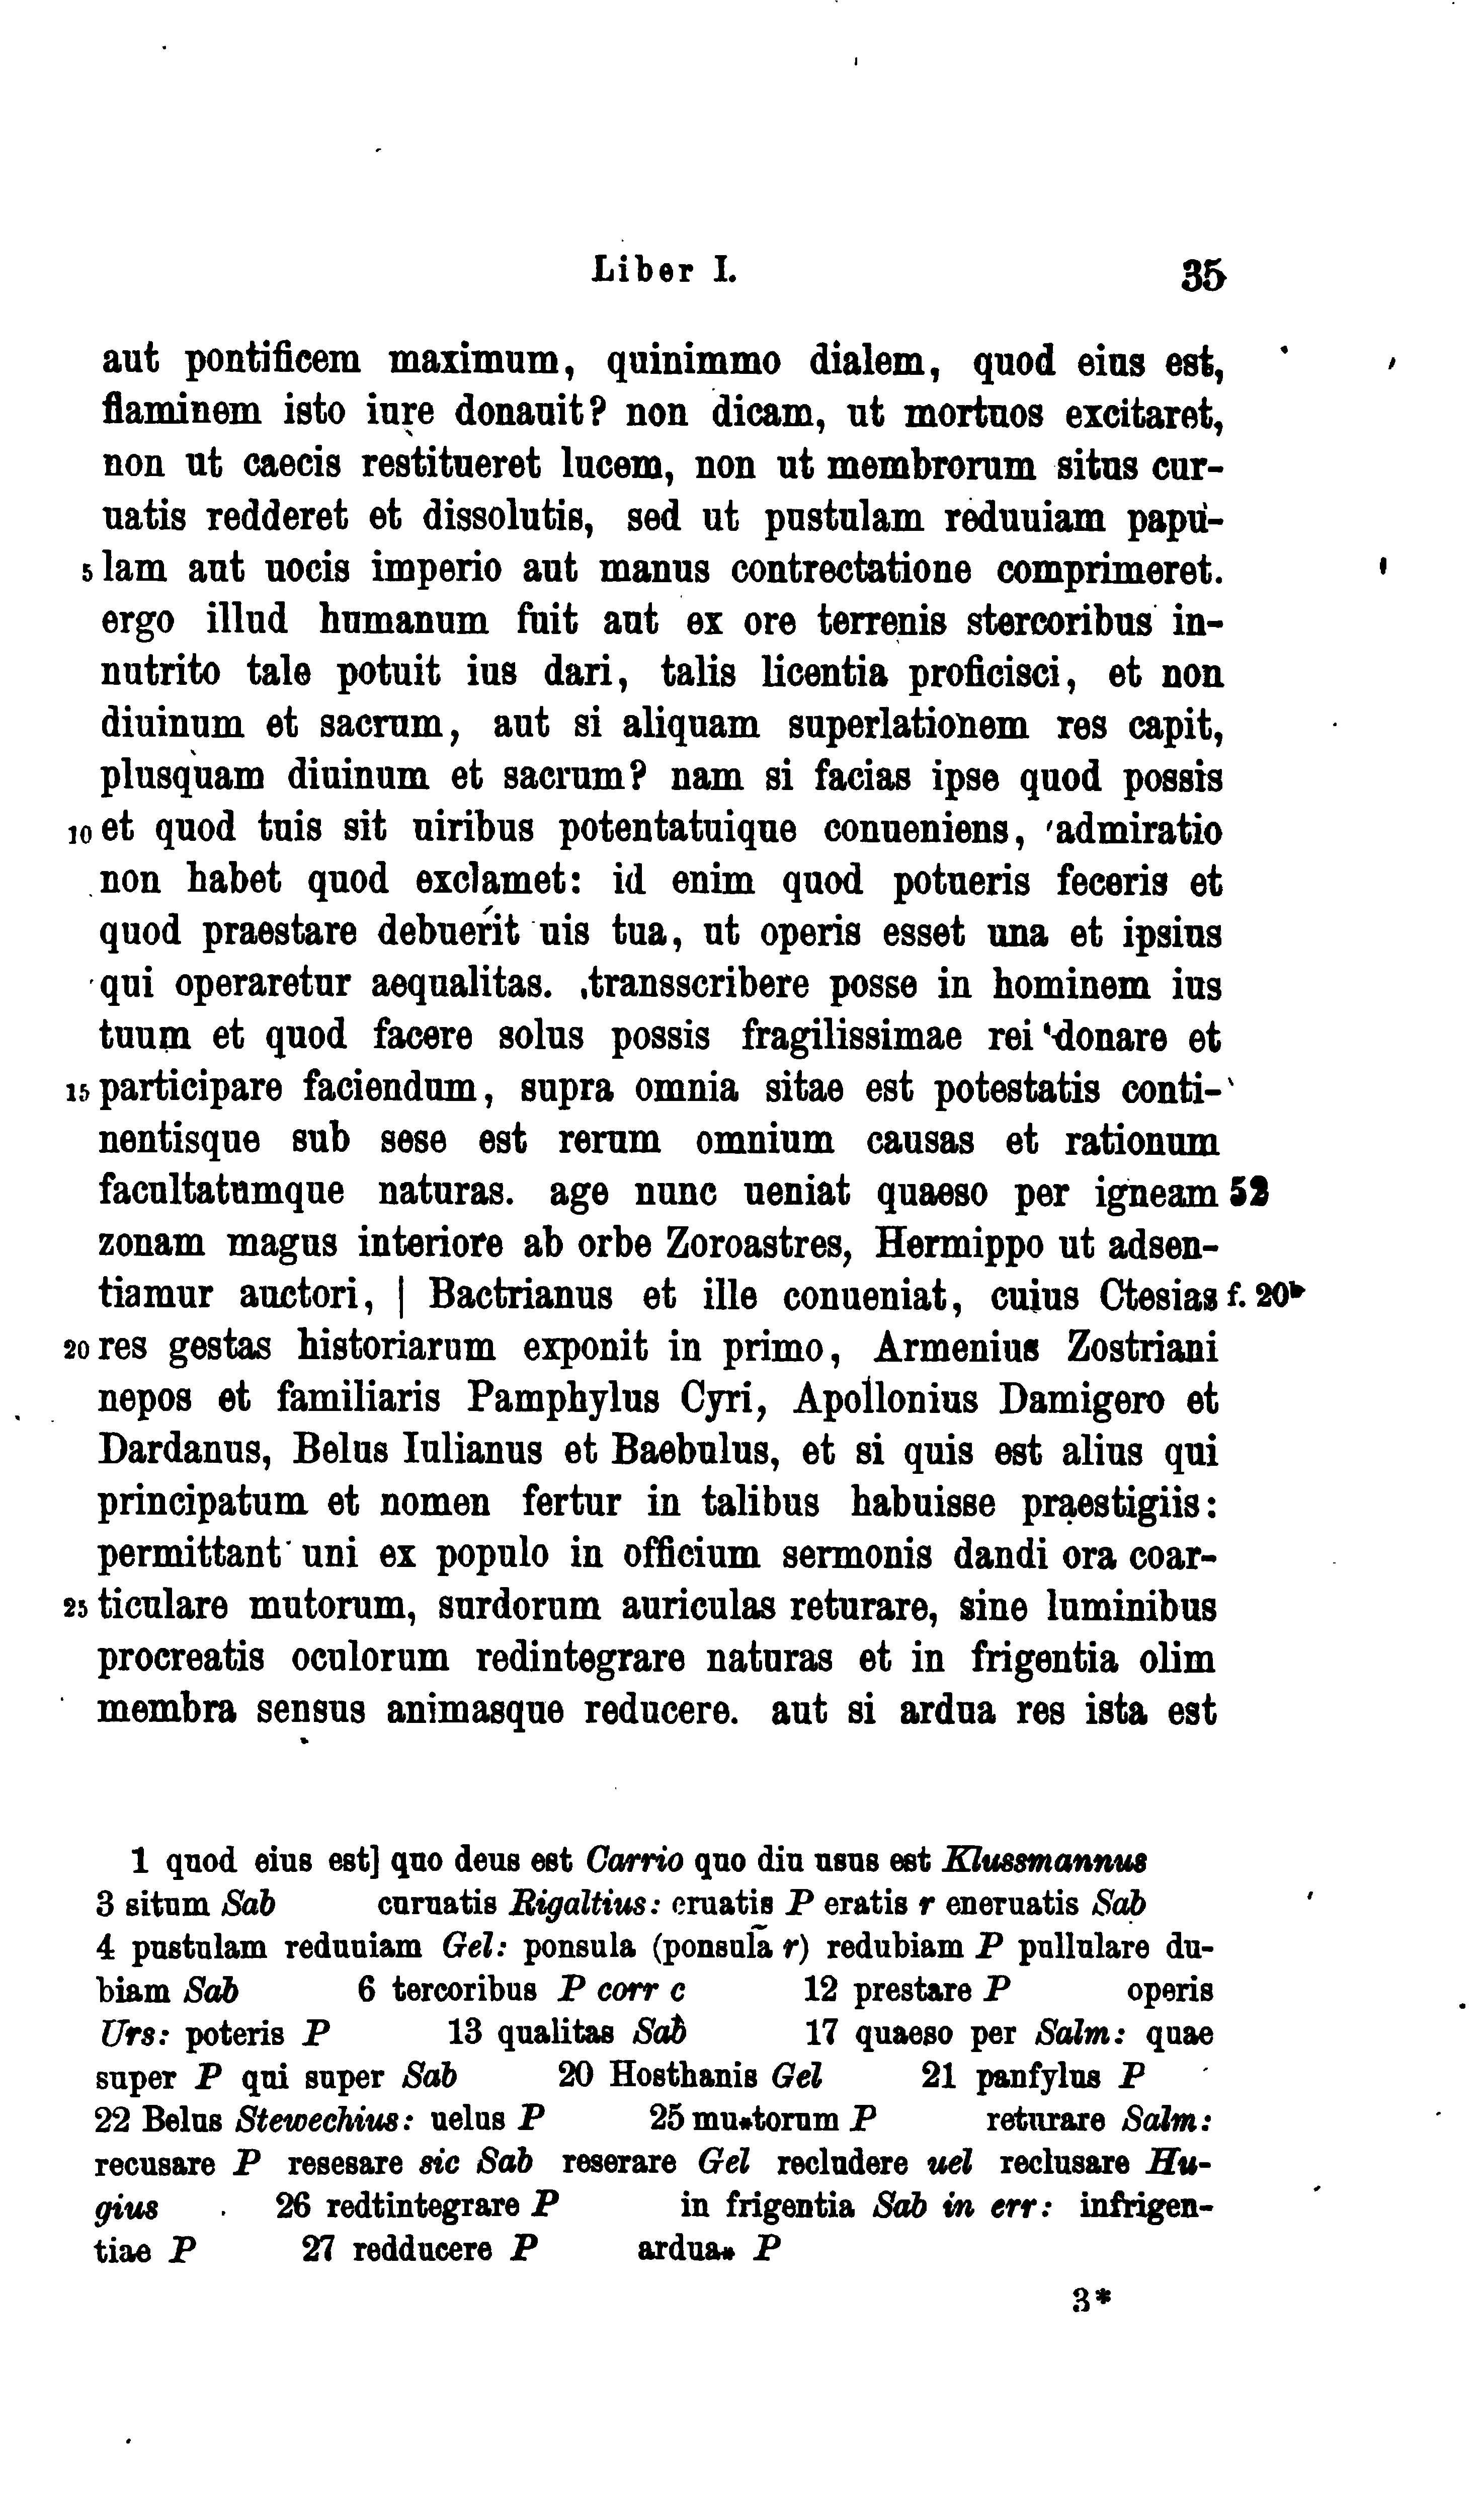 Liber I. 35
aut pontificem maximum, quinimmo dialem, quod eius est,
flaminem isto iure donauit? non dicam, ut mortuos excitaret,
non ut caecis restitueret lucem, non ut membrorum situs cur-
uatis redderet et dissolutis, sed ut pustulam reduuiam papu-
5 lam aut uocis imperio aut manus contrectatione comprimeret.
ergo illud humanum fuit aut ex ore terrenis stercoribus in-
nutrito tale potuit ius dari, talis licentia proficisci, et non
diuinum et sacrum, aut si aliquam superlationem res capit,
plusquam diuinum et sacrum? nam si facias ipse quod possis
10 et quod tuis sit uiribus potentatuique conueniens, admiratio
non habet quod exclamet: id enim quod potueris feceris et
quod praestare debuerit uis tua, ut operis esset una et ipsius
qui operaretur aequalitas. transscribere posse in hominem ius
tuum et quod facere solus possis fragilissimae rei donare et
15 participare faciendum, supra omnia sitae est potestatis conti-
nentisque sub sese est rerum omnium causas et rationum
facultatumque naturas. age nunc ueniat quaeso per igneam 52
zonam magus interiore ab orbe Zoroastres, Hermippo ut adsen-
tiamur auctori, | Bactrianus et ille conueniat, cuius Ctesias f. 20ᵇ
20 res gestas historiarum exponit in primo, Armenius Zostriani
nepos et familiaris Pamphylus Cyri, Apollonius Damigero et
Dardanus, Belus Iulianus et Baebulus, et si quis est alius qui
principatum et nomen fertur in talibus habuisse praestigiis:
permittant uni ex populo in officium sermonis dandi ora coar-
25 ticulare mutorum, surdorum auriculas returare, sine luminibus
procreatis oculorum redintegrare naturas et in frigentia olim
membra sensus animasque reducere. aut si ardua res ista est
1 quod eius est] quo deus est Carrio quo diu usus est Klussmannus
3 situm Sab curuatis Rigaltius: eruatis P eratis r eneruatis Sab
4 pustulam reduuiam Gel: ponsula (ponsulã r) redubiam P pullulare du-
biam Sab 6 tercoribus P corr c 12 prestare P operis
Urs: poteris P 13 qualitas Sab 17 quaeso per Salm: quae
super P qui super Sab 20 Hosthanis Gel 21 panfylus P
22 Belus Stewechius: uelus P 25 mu*torum P returare Salm:
recusare P resesare sic Sab reserare Gel recludere uel reclusare Hu-
gius 26 redtintegrare P in frigentia Sab in err: infrigen-
tiae P 27 redducere P ardua* P
3*